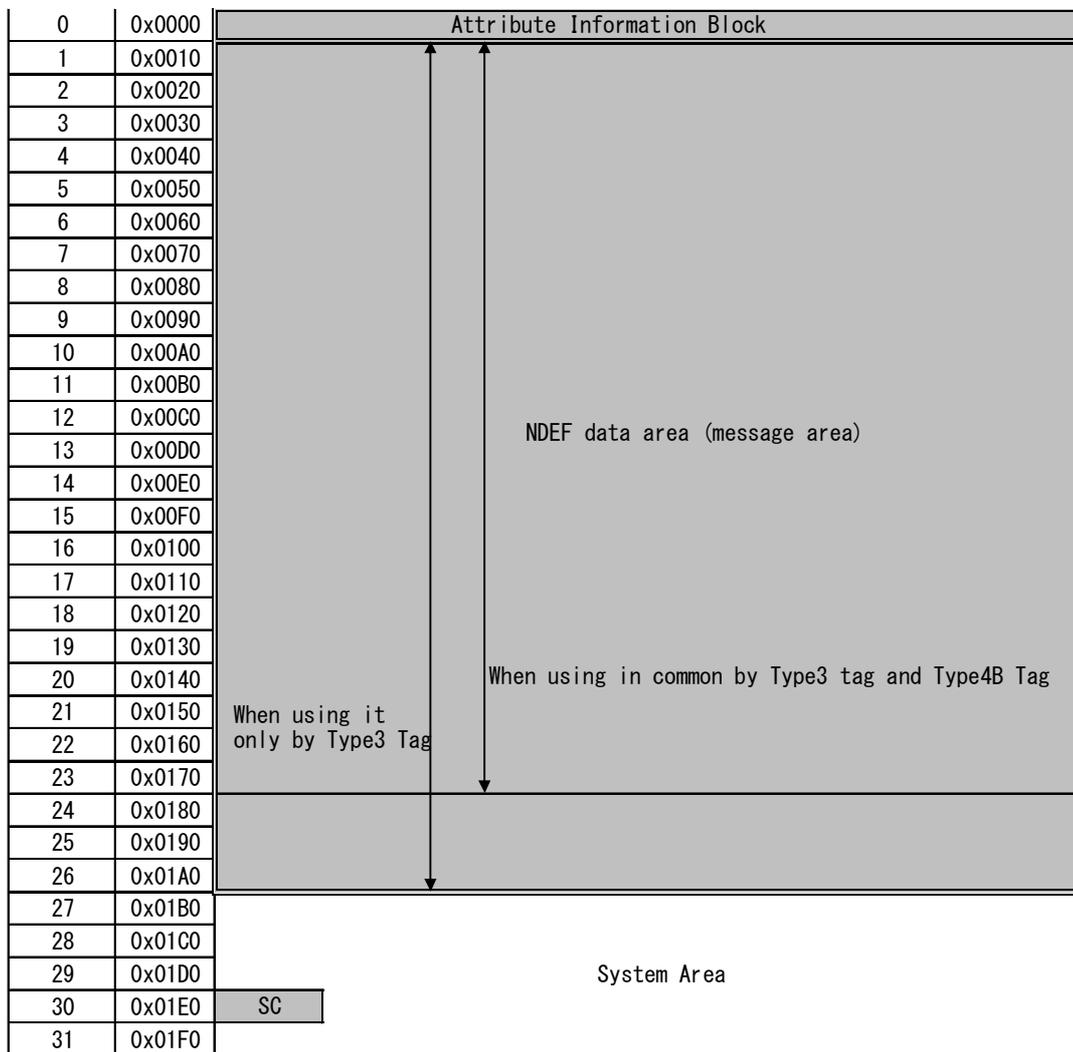 0 0x0000 Attribute Information Block
1 0x0010
2 0x0020
3 0x0030
4 0x0040
5 0x0050
6 0x0060
7 0x0070
8 0x0080
9 0x0090
10 0x00A0
11 0x00B0
12 0x00C0
NDEF data area (message area)
13 0x00D0
14 0x00E0
15 0x00F0
16 0x0100
17 0x0110
18 0x0120
19 0x0130
20 0x0140 When using in common by Type3 tag and Type4B Tag
21 0x0150 When using it
22 0x0160 only by Type3 Tag
23 0x0170
24 0x0180
25 0x0190
26 0x01A0
27 0x01B0
28 0x01C0
29 0x01D0 System Area
30 0x01E0 SC
31 0x01F0